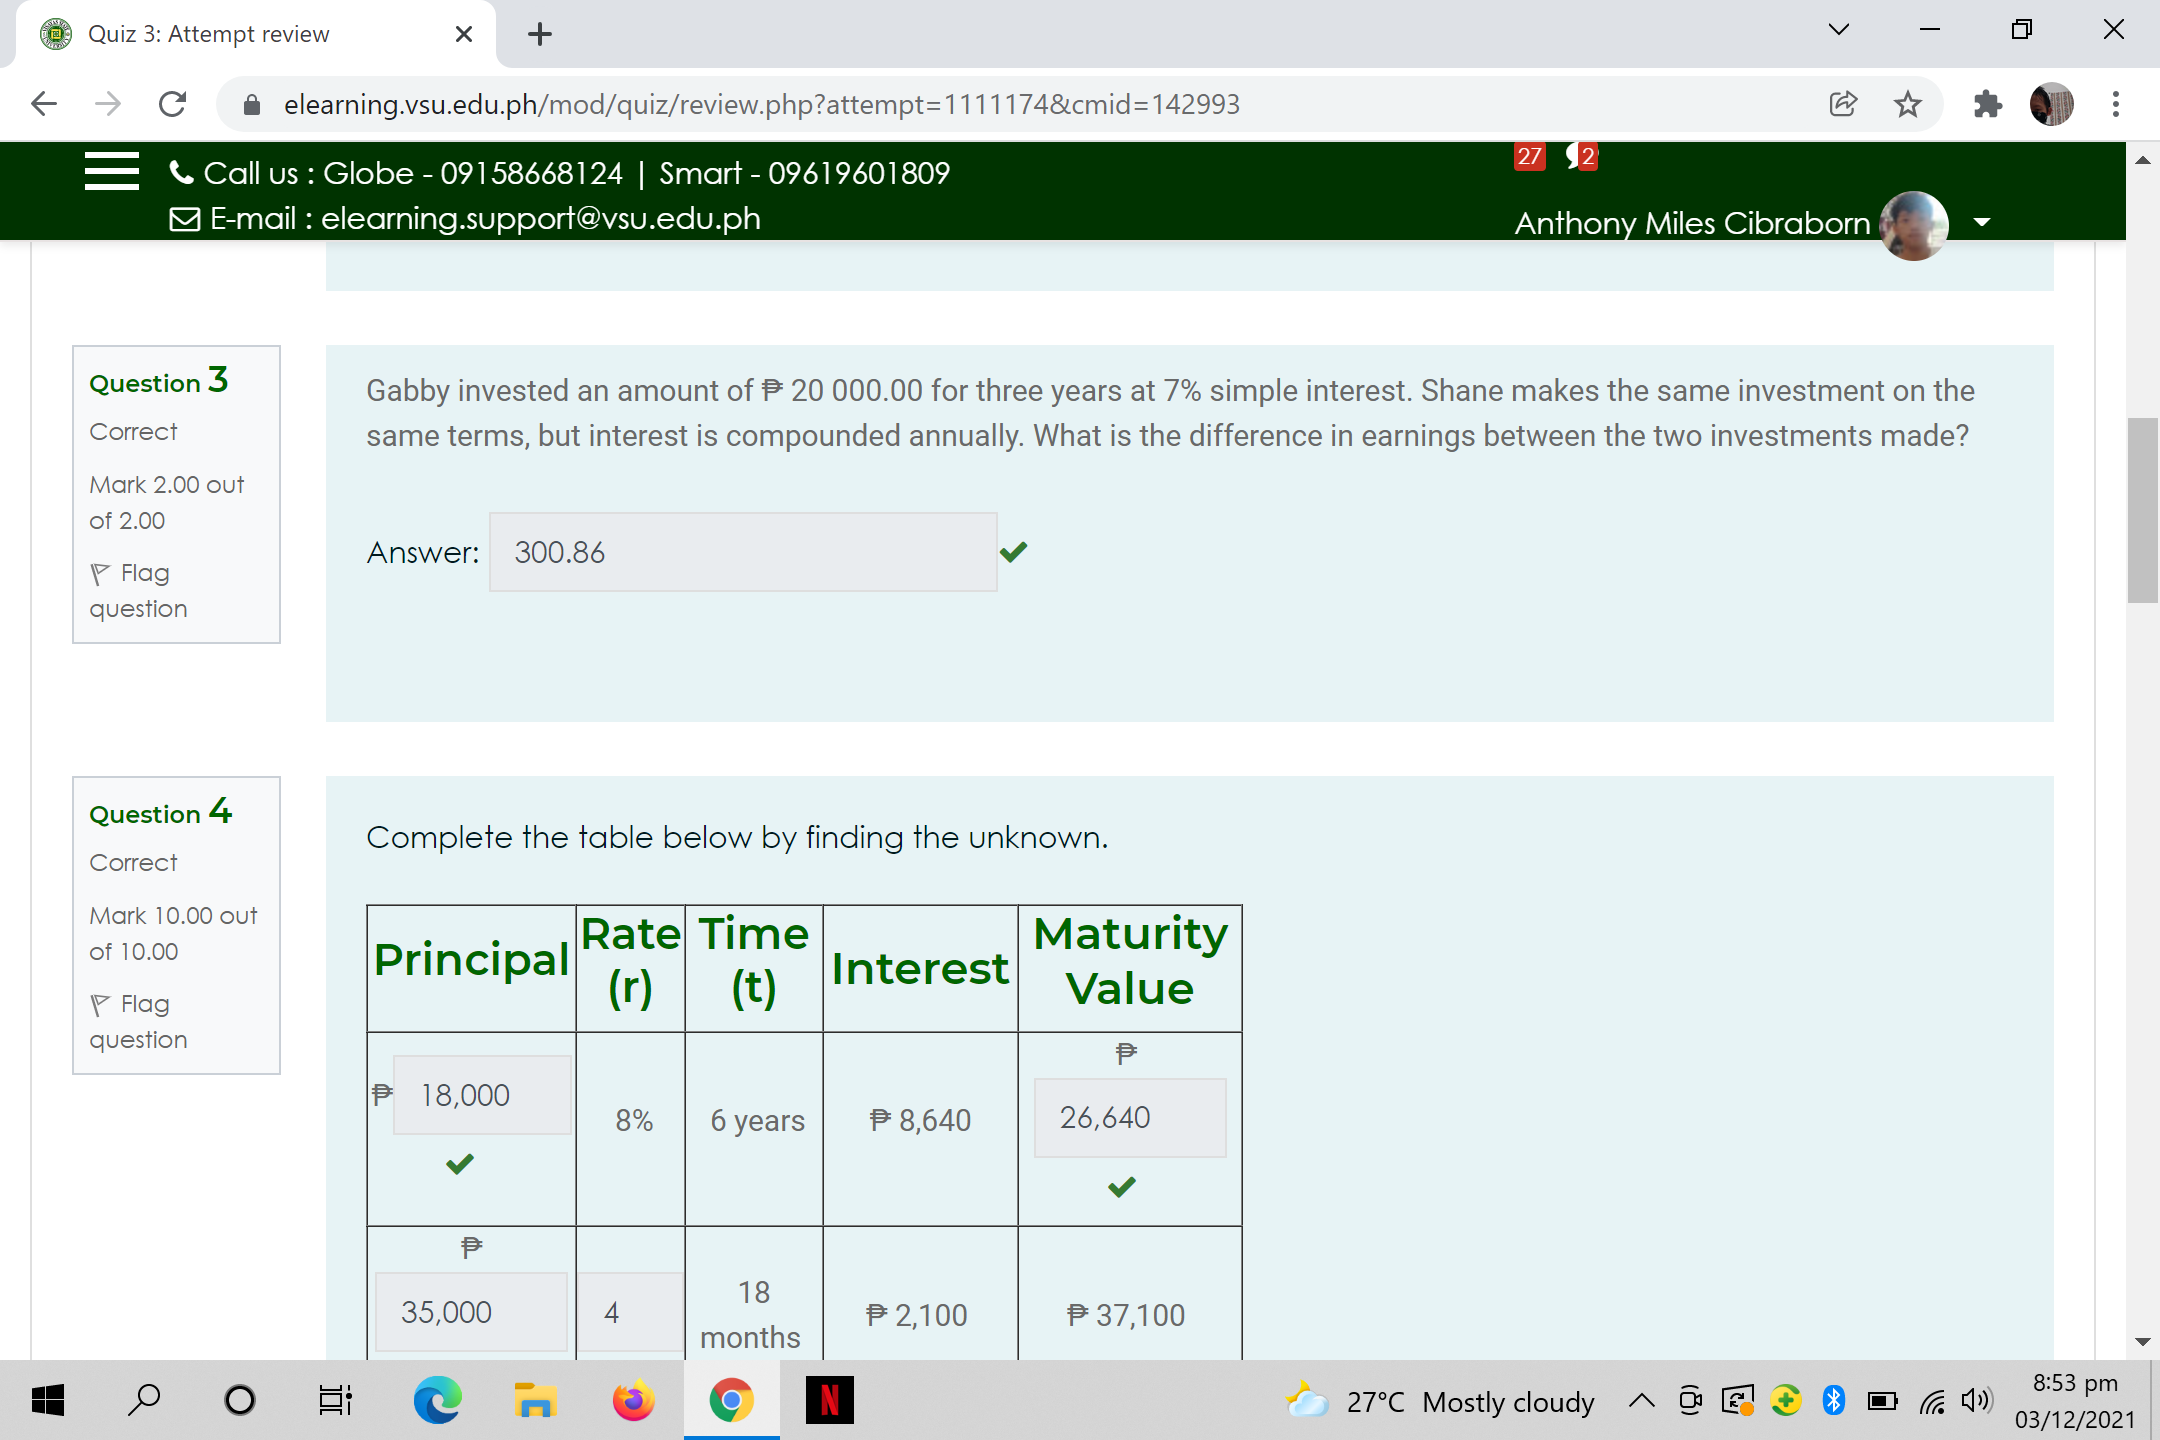 Quiz 3: Attempt review
elearning.vsu.edu.ph/mod/quiz/review.php?attempt=1111174&cmid=142993
Call us : Globe - 09158668124 | Smart - 09619601809
27 2
E-mail : elearning.support@vsu.edu.ph
Anthony Miles Cibraborn
Question 3
Correct
Mark 2.00 out
of 2.00
Flag
question
Gabby invested an amount of ₱ 20 000.00 for three years at 7% simple interest. Shane makes the same investment on the
same terms, but interest is compounded annually. What is the difference in earnings between the two investments made?
Answer: 300.86
Question 4
Correct
Mark 10.00 out
of 10.00
Flag
question
Complete the table below by finding the unknown.
Principal Rate (r) Time (t) Interest Maturity Value
₱ 18,000 8% 6 years ₱ 8,640 ₱ 26,640
₱ 35,000 4 18 months ₱ 2,100 ₱ 37,100
N
27°C Mostly cloudy
8:53 pm
03/12/2021